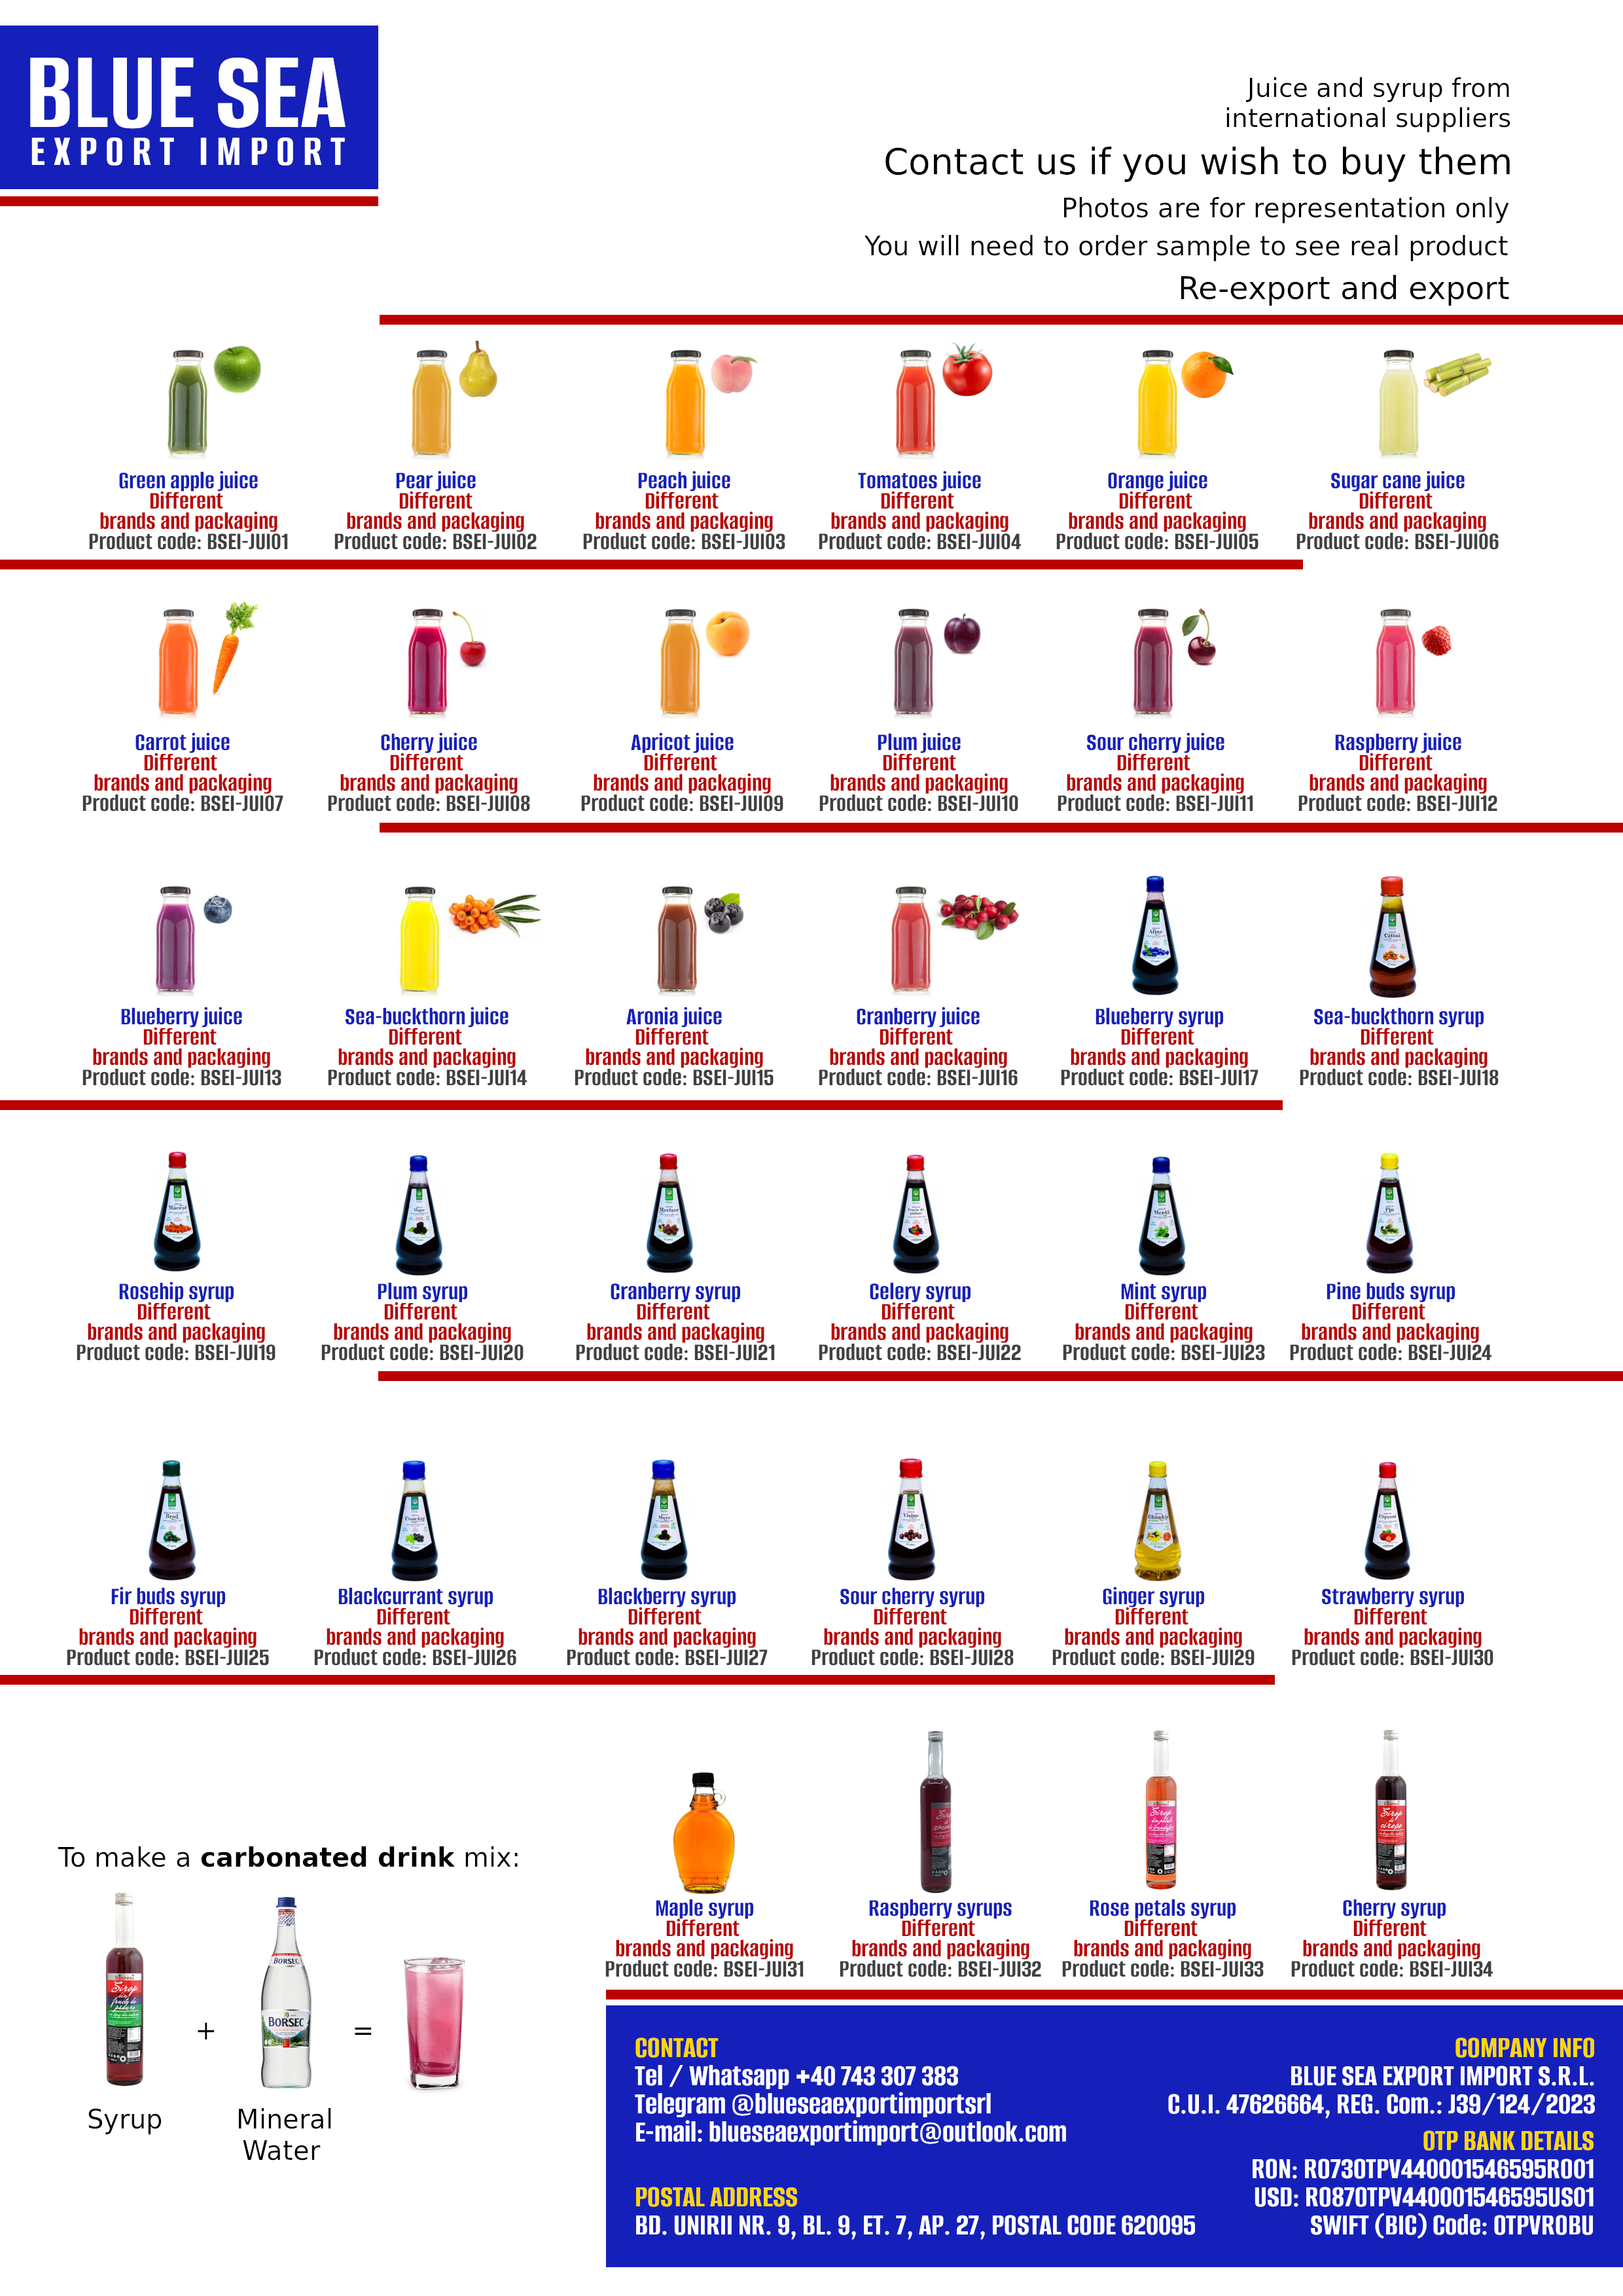 BLUE SEA
EXPORT IMPORT
Juice and syrup from
international suppliers
Contact us if you wish to buy them
Photos are for representation only
You will need to order sample to see real product
Re-export and export
Green apple juice
Different
brands and packaging
Product code: BSEI-JUI01
Pear juice
Different
brands and packaging
Product code: BSEI-JUI02
Peach juice
Different
brands and packaging
Product code: BSEI-JUI03
Tomatoes juice
Different
brands and packaging
Product code: BSEI-JUI04
Orange juice
Different
brands and packaging
Product code: BSEI-JUI05
Sugar cane juice
Different
brands and packaging
Product code: BSEI-JUI06
Carrot juice
Different
brands and packaging
Product code: BSEI-JUI07
Cherry juice
Different
brands and packaging
Product code: BSEI-JUI08
Apricot juice
Different
brands and packaging
Product code: BSEI-JUI09
Plum juice
Different
brands and packaging
Product code: BSEI-JUI10
Sour cherry juice
Different
brands and packaging
Product code: BSEI-JUI11
Raspberry juice
Different
brands and packaging
Product code: BSEI-JUI12
Blueberry juice
Different
brands and packaging
Product code: BSEI-JUI13
Sea-buckthorn juice
Different
brands and packaging
Product code: BSEI-JUI14
Aronia juice
Different
brands and packaging
Product code: BSEI-JUI15
Cranberry juice
Different
brands and packaging
Product code: BSEI-JUI16
Blueberry syrup
Different
brands and packaging
Product code: BSEI-JUI17
Sea-buckthorn syrup
Different
brands and packaging
Product code: BSEI-JUI18
Rosehip syrup
Different
brands and packaging
Product code: BSEI-JUI19
Plum syrup
Different
brands and packaging
Product code: BSEI-JUI20
Cranberry syrup
Different
brands and packaging
Product code: BSEI-JUI21
Celery syrup
Different
brands and packaging
Product code: BSEI-JUI22
Mint syrup
Different
brands and packaging
Product code: BSEI-JUI23
Pine buds syrup
Different
brands and packaging
Product code: BSEI-JUI24
Fir buds syrup
Different
brands and packaging
Product code: BSEI-JUI25
Blackcurrant syrup
Different
brands and packaging
Product code: BSEI-JUI26
Blackberry syrup
Different
brands and packaging
Product code: BSEI-JUI27
Sour cherry syrup
Different
brands and packaging
Product code: BSEI-JUI28
Ginger syrup
Different
brands and packaging
Product code: BSEI-JUI29
Strawberry syrup
Different
brands and packaging
Product code: BSEI-JUI30
Maple syrup
Different
brands and packaging
Product code: BSEI-JUI31
Raspberry syrups
Different
brands and packaging
Product code: BSEI-JUI32
Rose petals syrup
Different
brands and packaging
Product code: BSEI-JUI33
Cherry syrup
Different
brands and packaging
Product code: BSEI-JUI34
To make a carbonated drink mix:
BORSEC
BORSEC
+
=
Syrup
Mineral
Water
CONTACT
Tel / Whatsapp +40 743 307 383
Telegram @blueseaexportimportsrl
E-mail: blueseaexportimport@outlook.com
POSTAL ADDRESS
BD. UNIRII NR. 9, BL. 9, ET. 7, AP. 27, POSTAL CODE 620095
COMPANY INFO
BLUE SEA EXPORT IMPORT S.R.L.
C.U.I. 47626664, REG. Com.: J39/124/2023
OTP BANK DETAILS
RON: RO73OTPV440001546595RO01
USD: RO87OTPV440001546595US01
SWIFT (BIC) Code: OTPVROBU